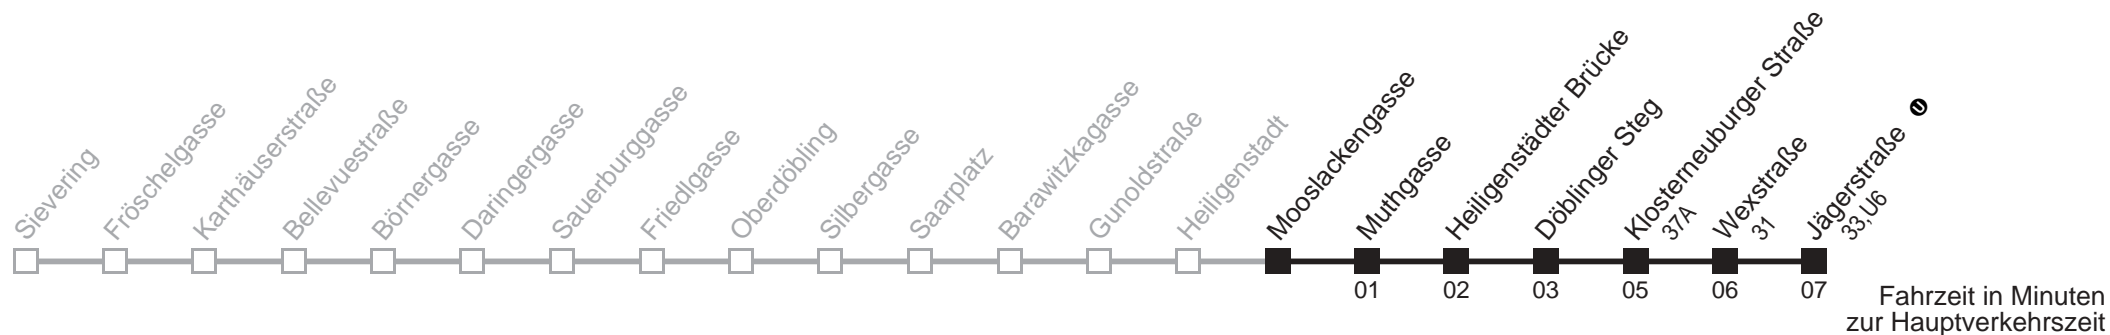 Sievering
Fröschelgasse
Karthäuserstraße
Bellevuestraße
Börnergasse
Daringergasse
Sauerburggasse
Friedlgasse
Oberdöbling
Silbergasse
Saarplatz
Barawitzkagasse
Gunoldstraße
Heiligenstadt
Mooslackengasse
Muthgasse
Heiligenstädter Brücke
Döblinger Steg
Klosterneuburger Straße
37A
Wexstraße
31
Jägerstraße U
33,U6
01 02 03 05 06 07
Fahrzeit in Minuten
zur Hauptverkehrszeit